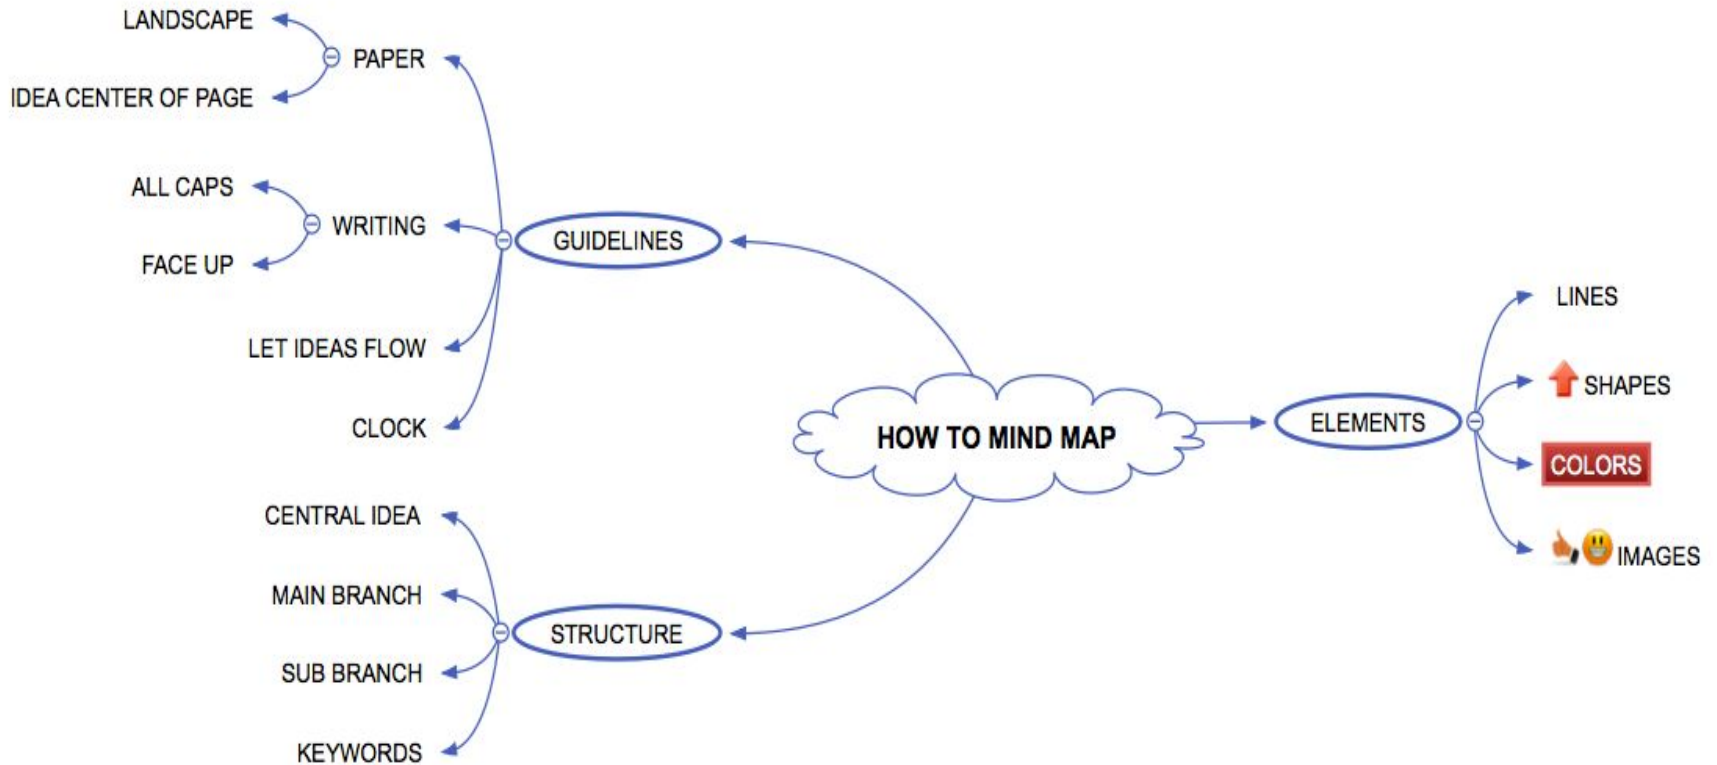 HOW TO MIND MAP
GUIDELINES
PAPER
LANDSCAPE
IDEA CENTER OF PAGE
WRITING
ALL CAPS
FACE UP
LET IDEAS FLOW
CLOCK
STRUCTURE
CENTRAL IDEA
MAIN BRANCH
SUB BRANCH
KEYWORDS
ELEMENTS
LINES
SHAPES
COLORS
IMAGES